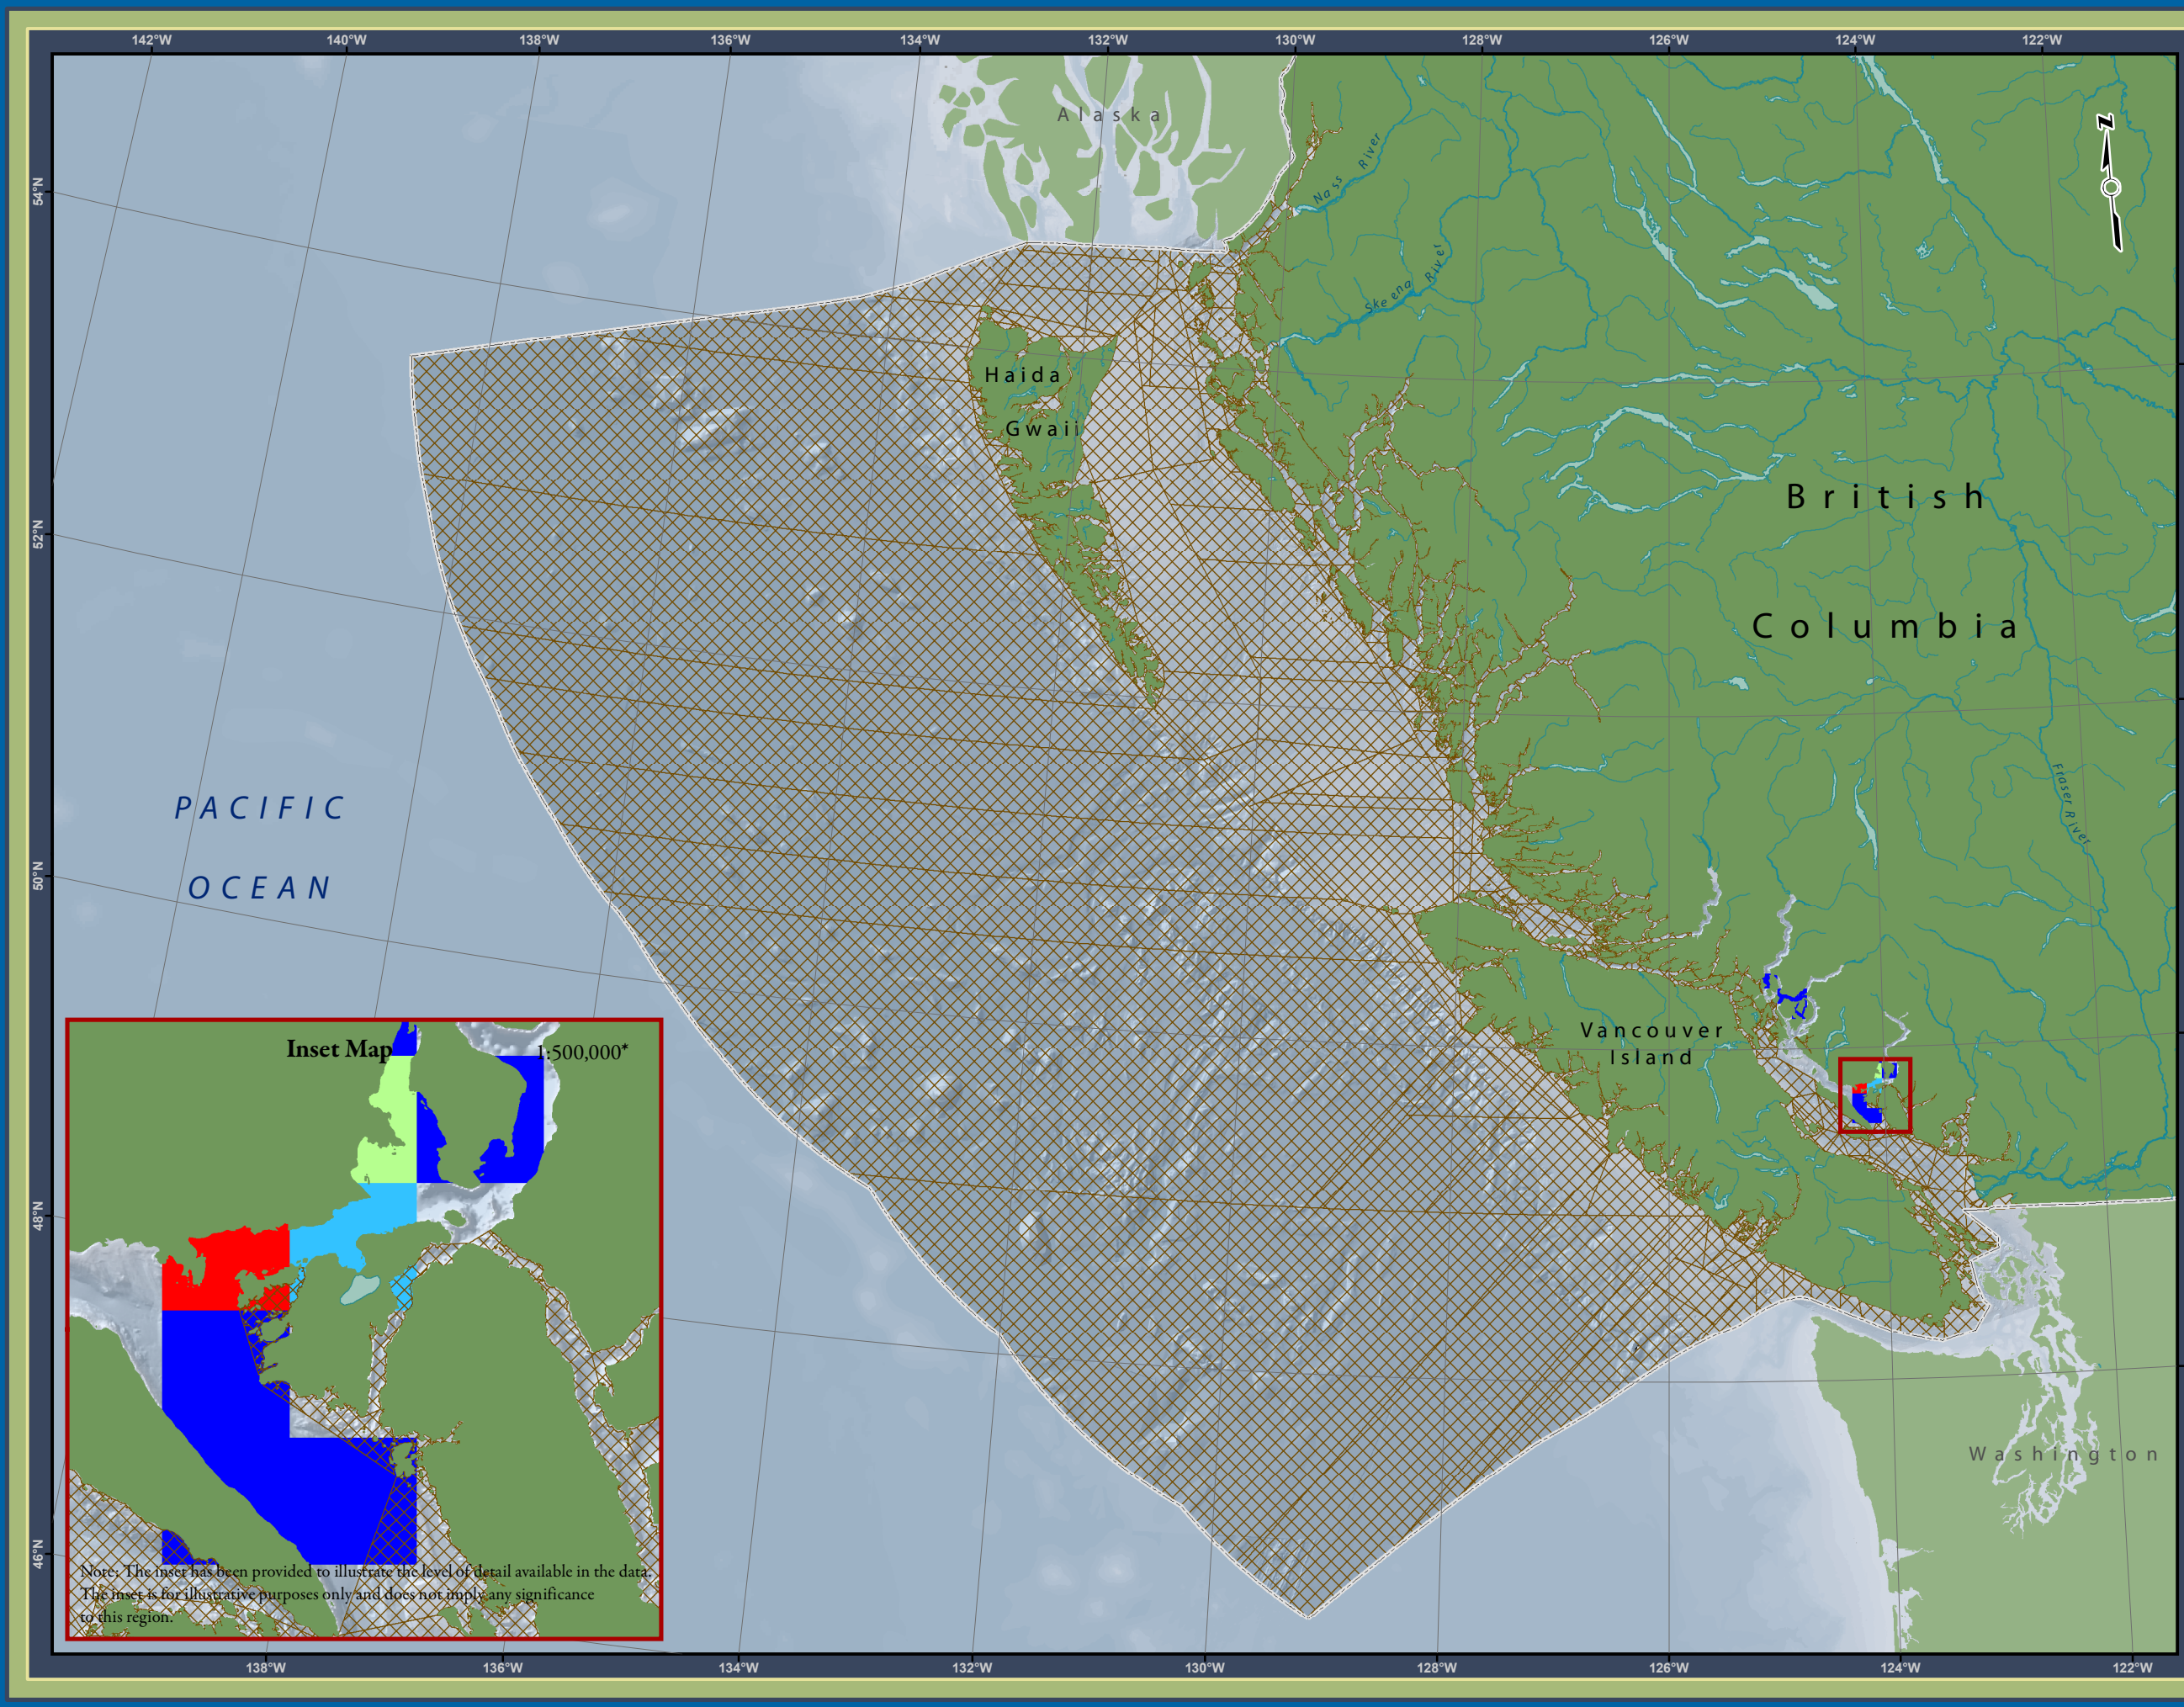 142°W 140°W 138°W 136°W 134°W 132°W 130°W 128°W 126°W 124°W 122°W
Alaska
N
Nass River
54°N
Skeena River
Haida
Gwaii
British
52°N
Columbia
PACIFIC
Fraser River
50°N
OCEAN
Vancouver
Island
Inset Map 1:500,000*
48°N
Washington
46°N
Note: The inset has been provided to illustrate the level of detail available in the data.
The inset is for illustrative purposes only and does not imply any significance
to this region.
138°W 136°W 134°W 132°W 130°W 128°W 126°W 124°W 122°W